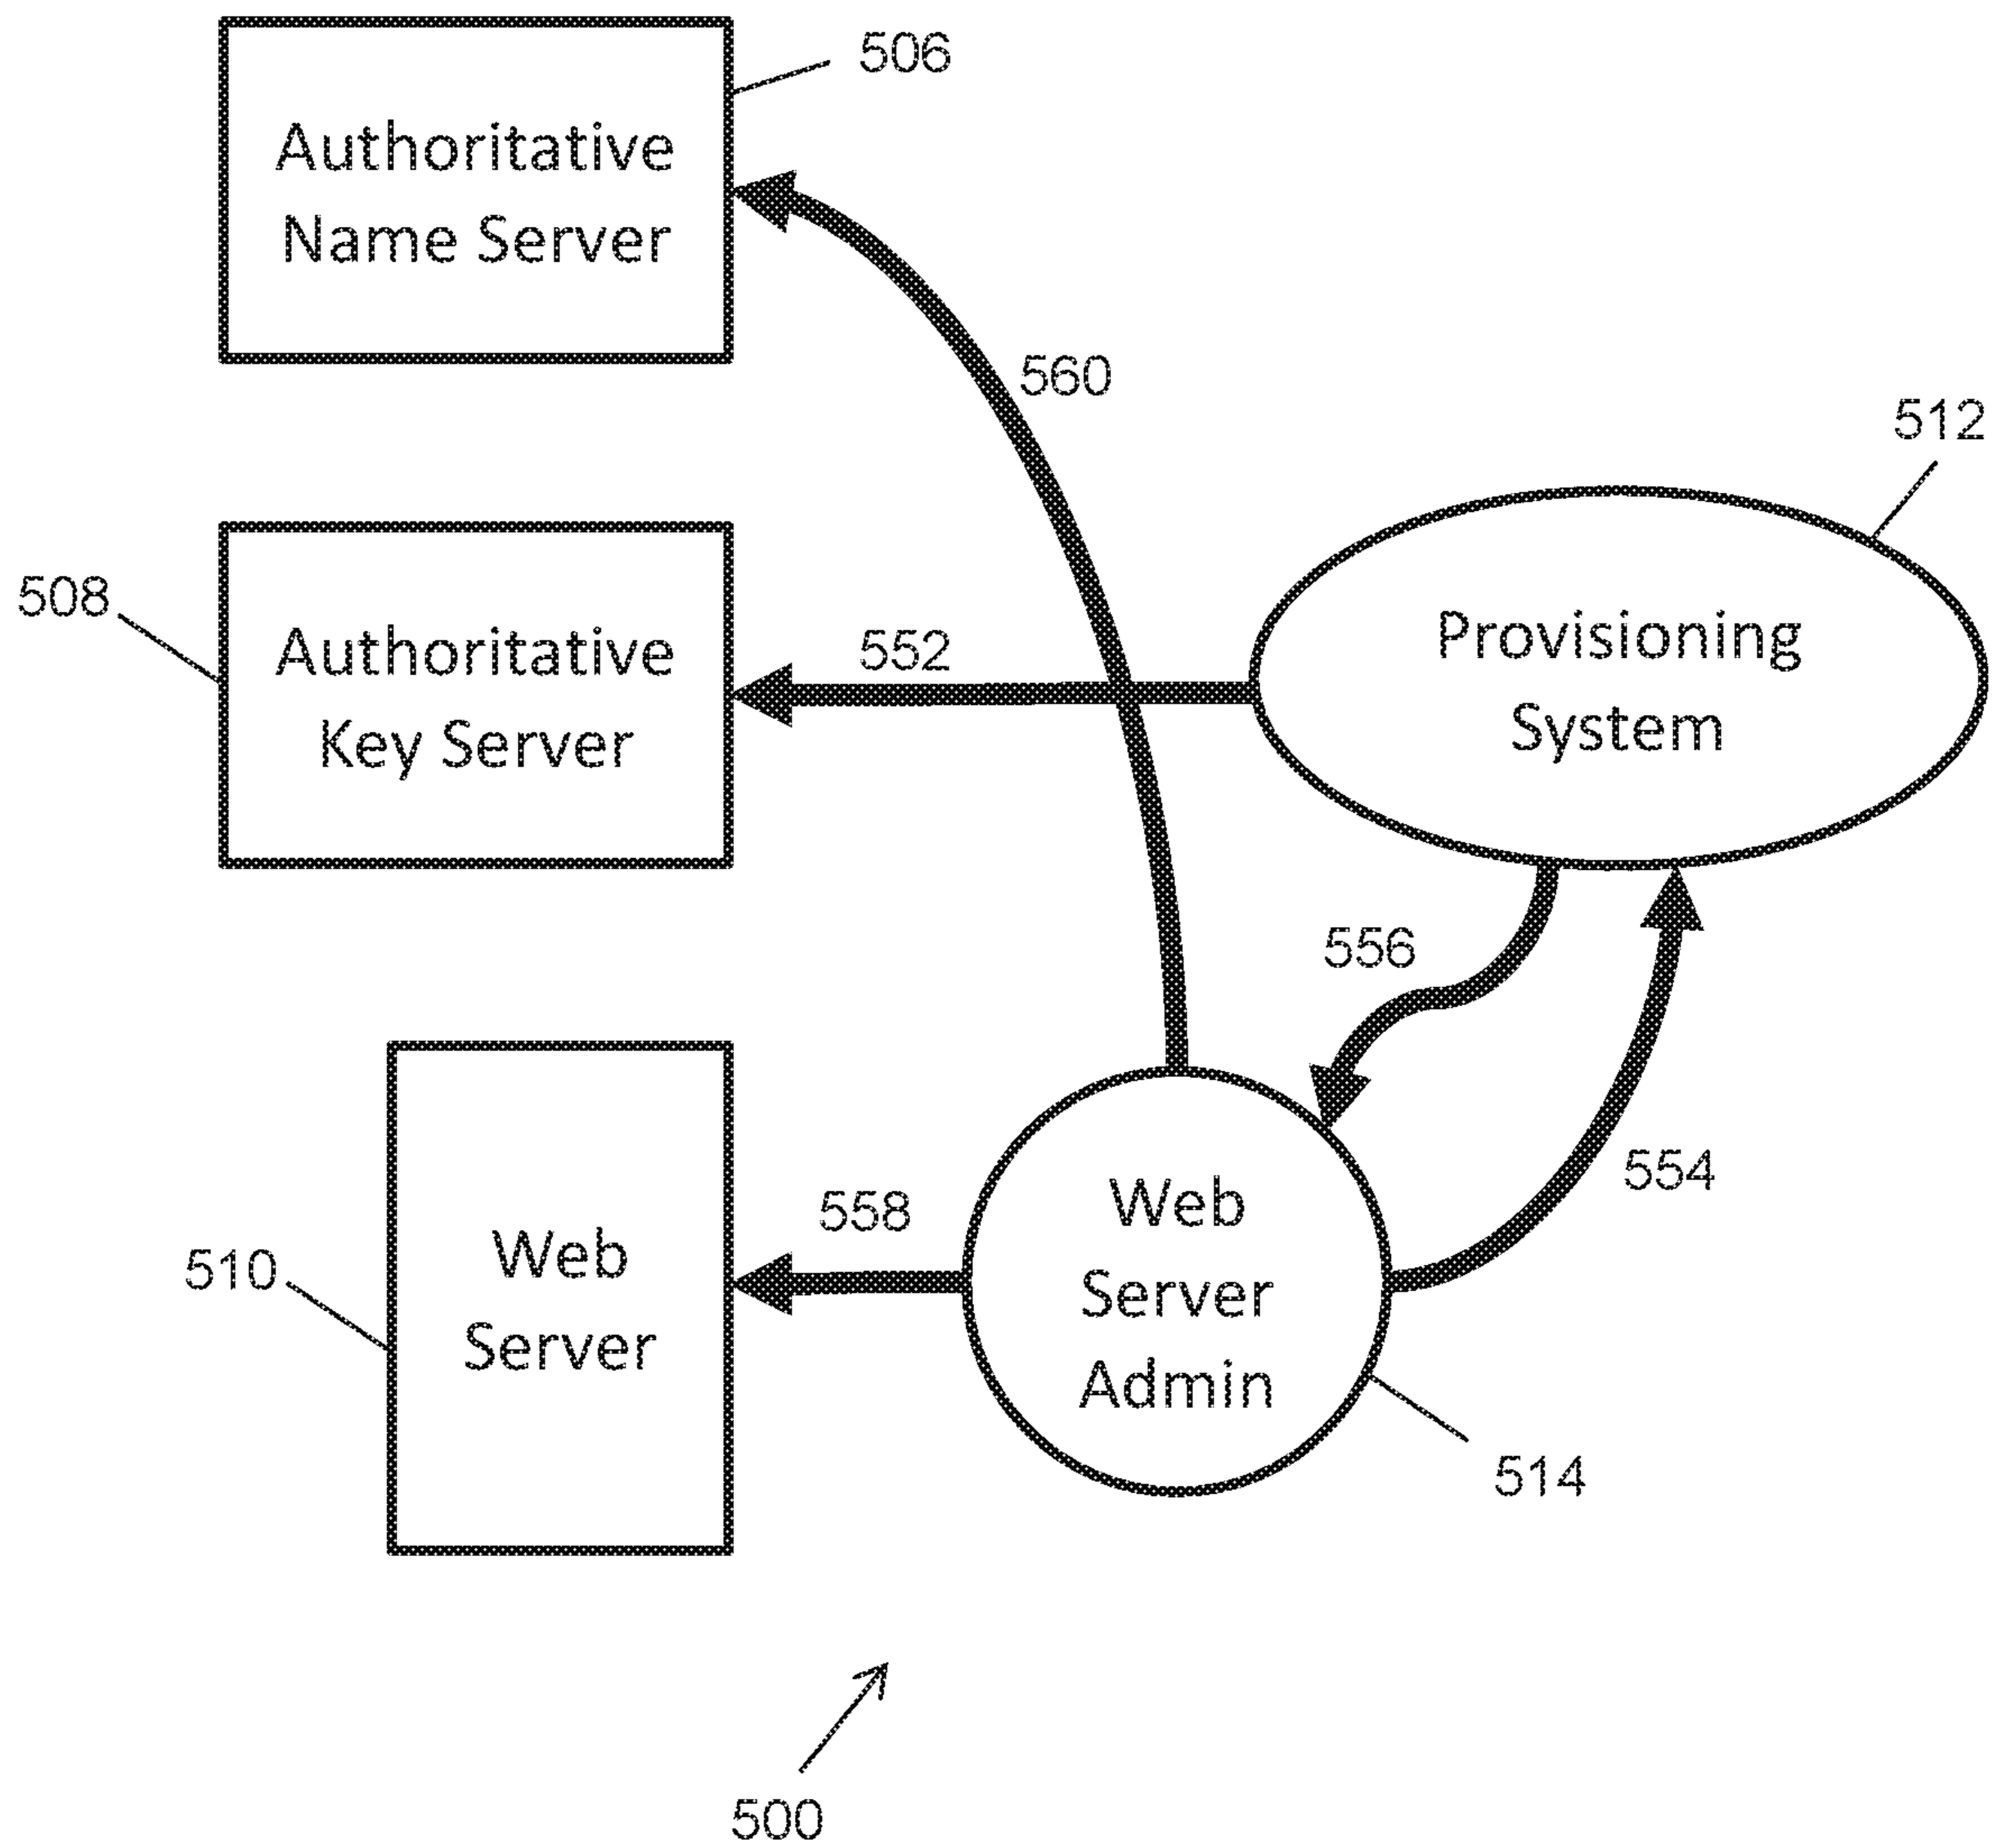 506
Authoritative
Name Server
560
512
508
Authoritative
Key Server
552
Provisioning
System
556
554
558
510
Web
Server
Web
Server
Admin
514
500